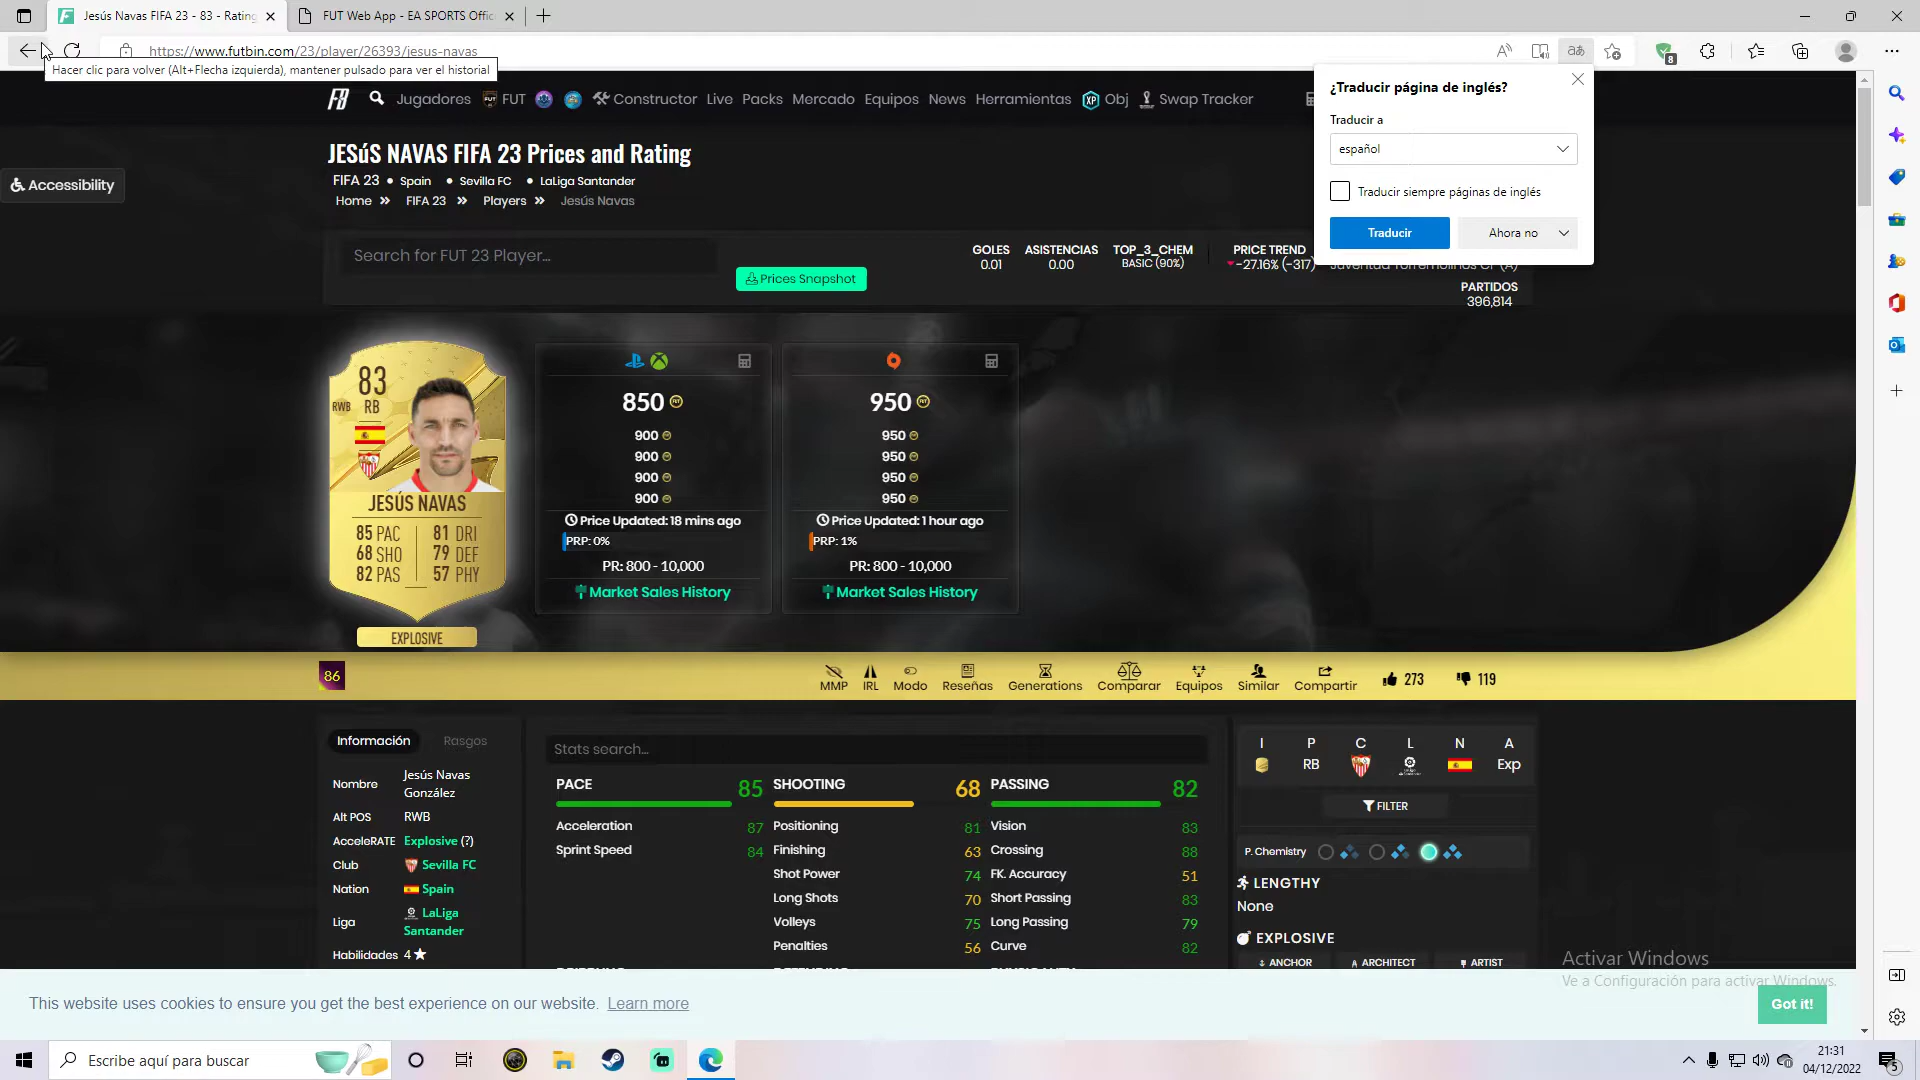 Jesús Navas FIFA 23 - 83 - Rating
FUT Web App - EA SPORTS Offic
https://www.futbin.com/23/player/26393/jesus-navas
Hacer clic para volver (Alt+Flecha izquierda), mantener pulsado para ver el historial
8
¿Traducir página de inglés?
Traducir a
español
Traducir siempre páginas de inglés
Traducir
Ahora no
Jugadores FUT Constructor Live Packs Mercado Equipos News Herramientas XP Obj Swap Tracker
JESúS NAVAS FIFA 23 Prices and Rating
FIFA 23 • Spain • Sevilla FC • LaLiga Santander
Accessibility
Home » FIFA 23 » Players » Jesús Navas
Search for FUT 23 Player...
Prices Snapshot
GOLES
0.01
ASISTENCIAS
0.00
TOP_3_CHEM
BASIC (90%)
PRICE TREND
-27.16% (-317)
Juventud Torremolinos CF (A)
PARTIDOS
396,814
83
RB
RWB
JESÚS NAVAS
85 PAC 81 DRI
68 SHO 79 DEF
82 PAS 57 PHY
EXPLOSIVE
850
900
900
900
900
Price Updated: 18 mins ago
PRP: 0%
PR: 800 - 10,000
Market Sales History
950
950
950
950
950
Price Updated: 1 hour ago
PRP: 1%
PR: 800 - 10,000
Market Sales History
86
MMP IRL Modo Reseñas Generations Comparar Equipos Similar Compartir 273 119
Información Rasgos
Nombre Jesús Navas González
Alt POS RWB
AcceleRATE Explosive (?)
Club Sevilla FC
Nation Spain
Liga LaLiga Santander
Habilidades 4
Stats search...
PACE 85
Acceleration 87
Sprint Speed 84
SHOOTING 68
Positioning 81
Finishing 63
Shot Power 74
Long Shots 70
Volleys 75
Penalties 56
PASSING 82
Vision 83
Crossing 88
FK. Accuracy 51
Short Passing 83
Long Passing 79
Curve 82
I P C L N A
RB Exp
FILTER
P. Chemistry
LENGTHY
None
EXPLOSIVE
ANCHOR ARCHITECT ARTIST
Activar Windows
Ve a Configuración para activar Windows.
This website uses cookies to ensure you get the best experience on our website. Learn more
Got it!
Escribe aquí para buscar
21:31
04/12/2022
5